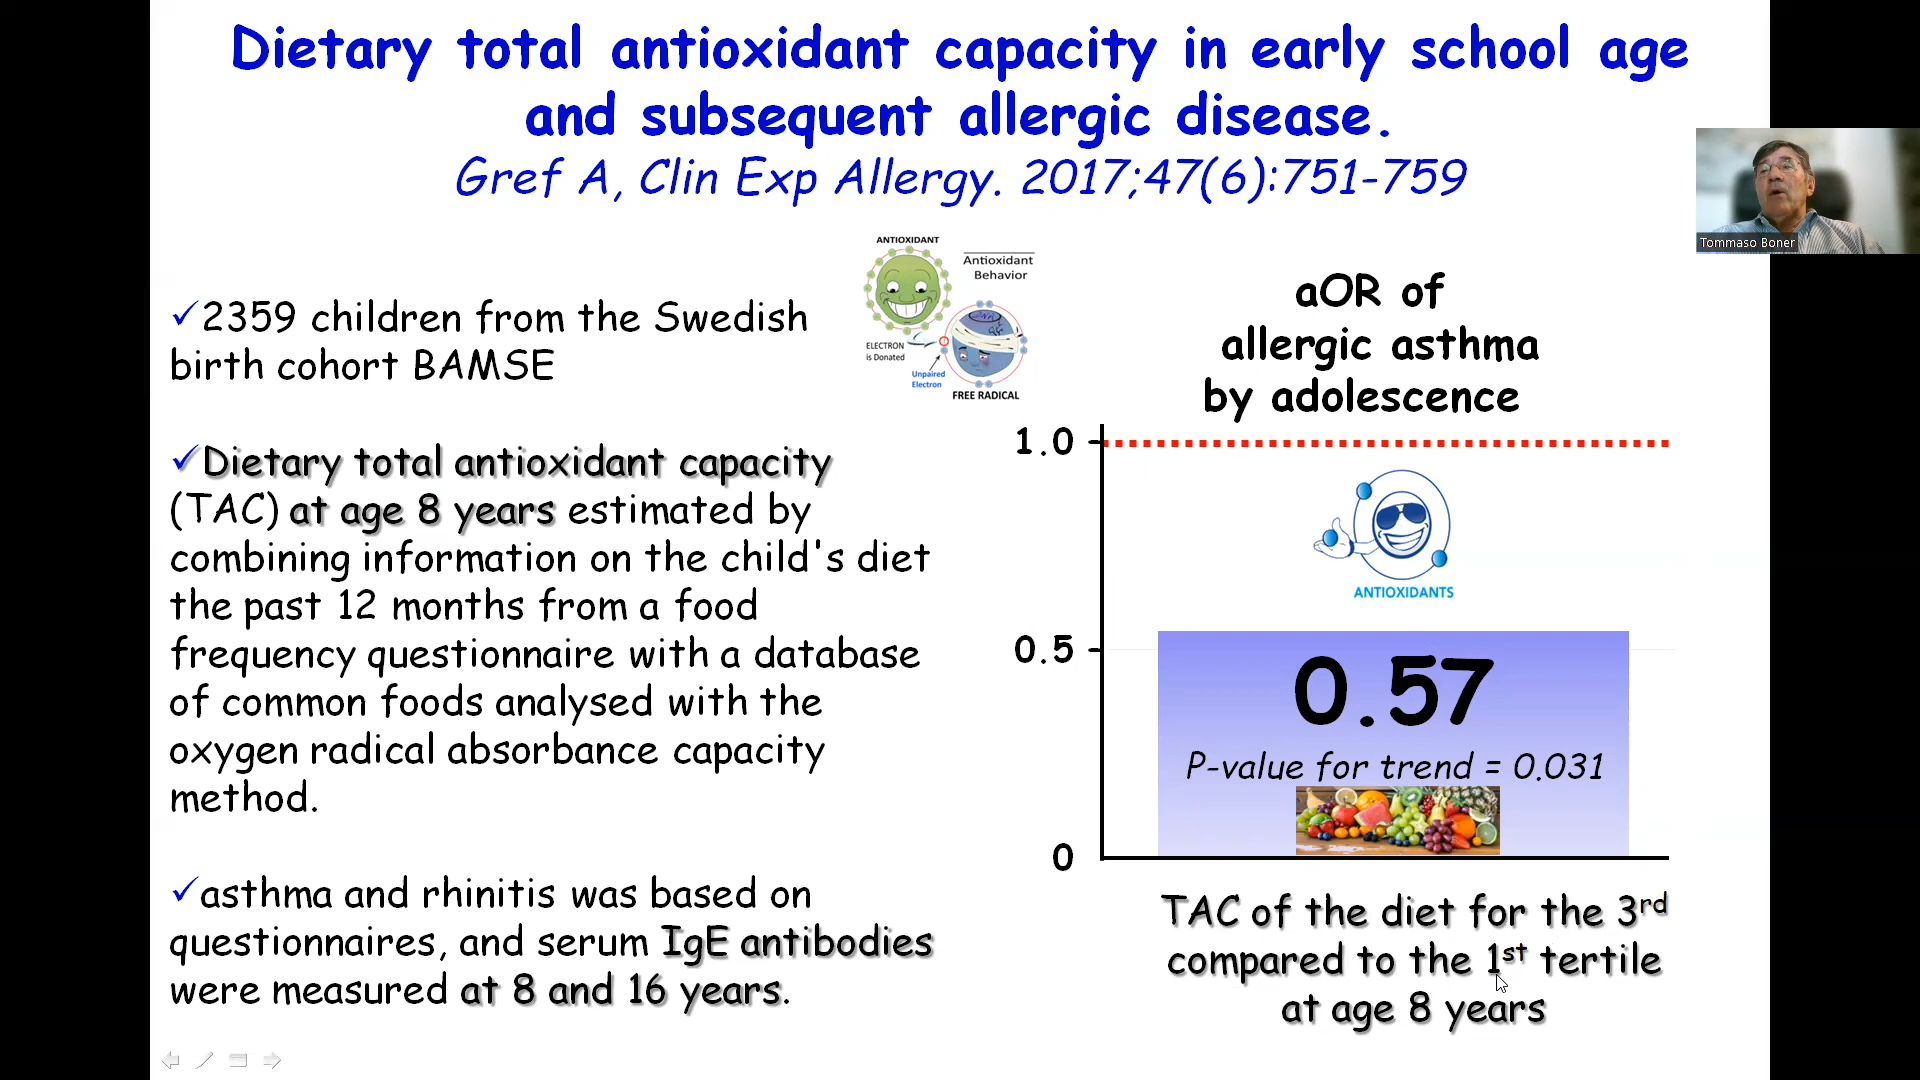 Dietary total antioxidant capacity in early school age
and subsequent allergic disease.
Gref A, Clin Exp Allergy. 2017;47(6):751-759
Tommaso Boner
✓2359 children from the Swedish
birth cohort BAMSE
✓Dietary total antioxidant capacity
(TAC) at age 8 years estimated by
combining information on the child's diet
the past 12 months from a food
frequency questionnaire with a database
of common foods analysed with the
oxygen radical absorbance capacity
method.
✓asthma and rhinitis was based on
questionnaires, and serum IgE antibodies
were measured at 8 and 16 years.
ANTIOXIDANT
Antioxidant
Behavior
ELECTRON
is Donated
Unpaired
Electron
FREE RADICAL
aOR of
allergic asthma
by adolescence
1.0
ANTIOXIDANTS
0.5
0.57
P-value for trend = 0.031
0
TAC of the diet for the 3rd
compared to the 1st tertile
at age 8 years